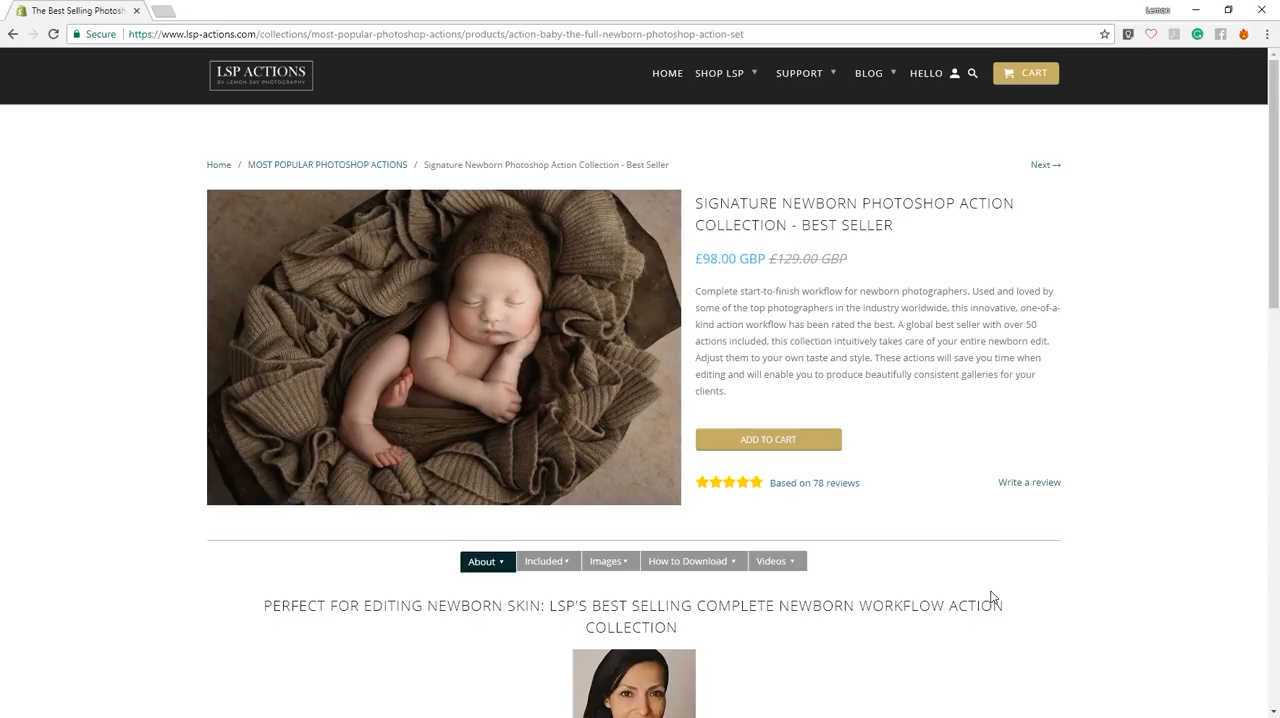 The Best Selling Photosh
Lemon
Secure https://www.lsp-actions.com/collections/most-popular-photoshop-actions/products/action-baby-the-full-newborn-photoshop-action-set
LSP ACTIONS
BY LEMON SKY PHOTOGRAPHY
HOME SHOP LSP SUPPORT BLOG HELLO CART
Home / MOST POPULAR PHOTOSHOP ACTIONS / Signature Newborn Photoshop Action Collection - Best Seller
Next →
SIGNATURE NEWBORN PHOTOSHOP ACTION
COLLECTION - BEST SELLER
£98.00 GBP £129.00 GBP
Complete start-to-finish workflow for newborn photographers. Used and loved by
some of the top photographers in the industry worldwide, this innovative, one-of-a-
kind action workflow has been rated the best. A global best seller with over 50
actions included, this collection intuitively takes care of your entire newborn edit.
Adjust them to your own taste and style. These actions will save you time when
editing and will enable you to produce beautifully consistent galleries for your
clients.
ADD TO CART
Based on 78 reviews
Write a review
About Included Images How to Download Videos
PERFECT FOR EDITING NEWBORN SKIN: LSP'S BEST SELLING COMPLETE NEWBORN WORKFLOW ACTION
COLLECTION